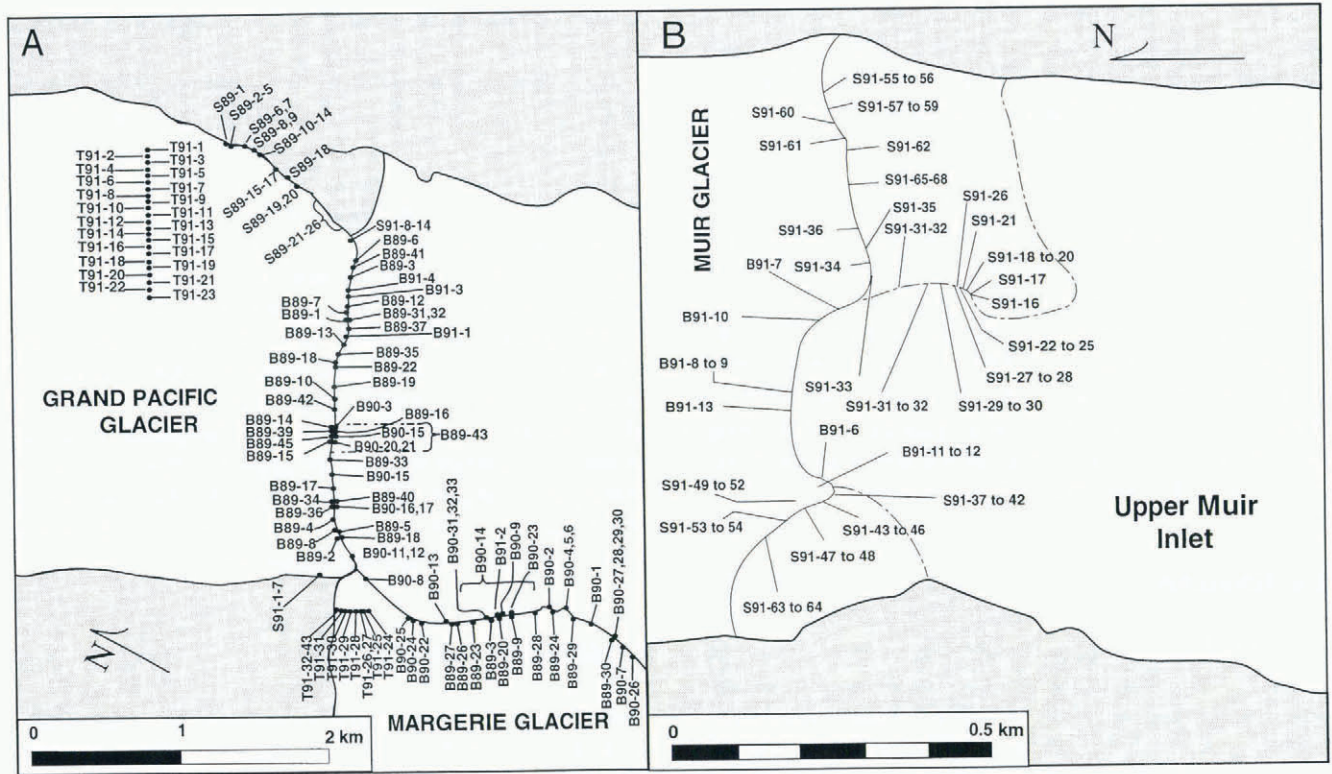 A
S89-1
S89-2-5
S89-6,7
S89-8,9
S89-10-14
S89-18
S89-15-17
S89-19,20
S89-21-26
T91-1
T91-2
T91-3
T91-4
T91-5
T91-6
T91-7
T91-8
T91-9
T91-10
T91-11
T91-12
T91-13
T91-14
T91-15
T91-16
T91-17
T91-18
T91-19
T91-20
T91-21
T91-22
T91-23
S91-8-14
B89-6
B89-41
B89-3
B91-4
B91-3
B89-7
B89-12
B89-1
B89-31,32
B89-37
B89-13
B91-1
B89-35
B89-18
B89-22
B89-10
B89-19
B89-42
GRAND PACIFIC
GLACIER
B90-3
B89-16
B89-14
B89-39
B90-15
B89-43
B89-45
B90-20,21
B89-15
B89-33
B90-15
B89-17
B89-34
B89-40
B89-36
B90-16,17
B89-4
B89-5
B89-8
B89-18
B89-2
B90-11,12
B90-8
S91-1-7
N
T91-32-43
T91-31
T91-30
T91-29
T91-28
T91-26,27
T91-25
T91-24
B90-25
B90-24
B90-22
B90-13
B89-27
B89-26
B89-23
B90-31,32,33
B90-14
B89-3
B91-2
B89-20
B90-9
B89-9
B90-23
B89-28
B90-2
B89-24
B90-4,5,6
B89-29
B90-1
B90-27,28,29,30
B89-30
B90-7
B90-26
MARGERIE GLACIER
0 1 2 km
B
N
S91-55 to 56
S91-57 to 59
S91-60
S91-61
S91-62
S91-65-68
MUIR GLACIER
S91-35
S91-26
S91-31-32
S91-21
S91-36
S91-18 to 20
B91-7
S91-34
S91-17
S91-16
B91-10
S91-22 to 25
B91-8 to 9
S91-33
S91-27 to 28
B91-13
S91-31 to 32
S91-29 to 30
B91-6
B91-11 to 12
S91-49 to 52
S91-37 to 42
S91-53 to 54
S91-43 to 46
Upper Muir
Inlet
S91-47 to 48
S91-63 to 64
0 0.5 km